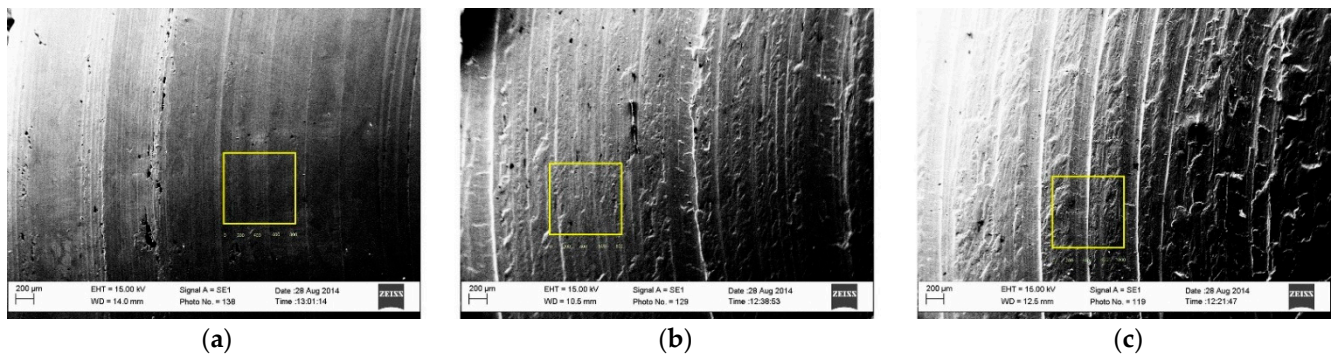 200 µm
EHT = 15.00 kV
WD = 14.0 mm
Signal A = SE1
Photo No. = 138
Date :28 Aug 2014
Time :13:01:14
ZEISS
200 µm
EHT = 15.00 kV
WD = 10.5 mm
Signal A = SE1
Photo No. = 129
Date :28 Aug 2014
Time :12:38:53
ZEISS
200 µm
EHT = 15.00 kV
WD = 12.5 mm
Signal A = SE1
Photo No. = 119
Date :28 Aug 2014
Time :12:21:47
ZEISS
(a)
(b)
(c)